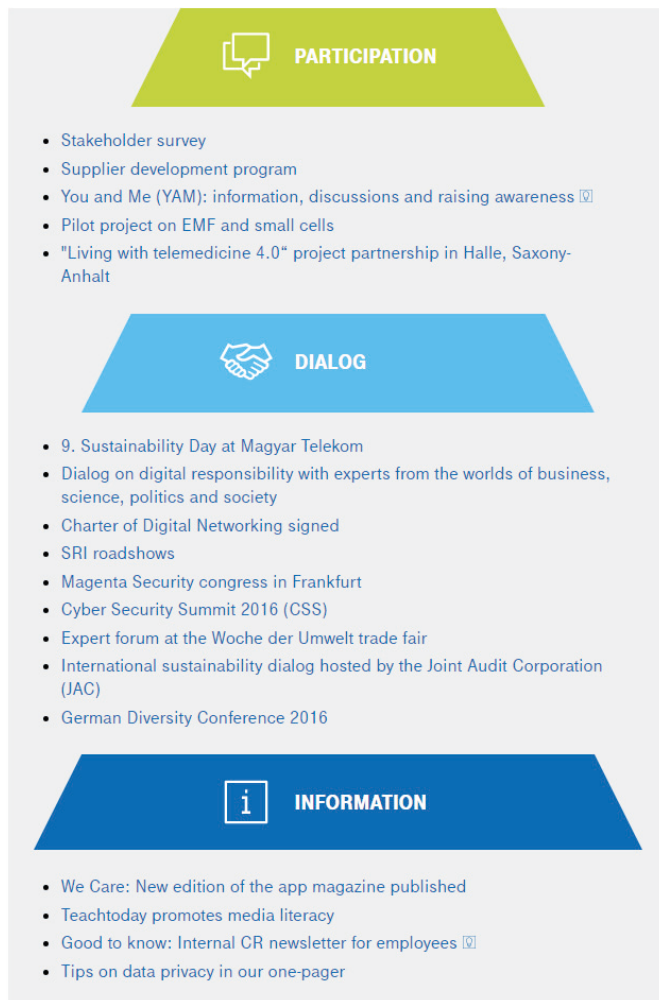 PARTICIPATION
• Stakeholder survey
• Supplier development program
• You and Me (YAM): information, discussions and raising awareness
• Pilot project on EMF and small cells
• "Living with telemedicine 4.0“ project partnership in Halle, Saxony-
Anhalt
DIALOG
• 9. Sustainability Day at Magyar Telekom
• Dialog on digital responsibility with experts from the worlds of business,
science, politics and society
• Charter of Digital Networking signed
• SRI roadshows
• Magenta Security congress in Frankfurt
• Cyber Security Summit 2016 (CSS)
• Expert forum at the Woche der Umwelt trade fair
• International sustainability dialog hosted by the Joint Audit Corporation
(JAC)
• German Diversity Conference 2016
i INFORMATION
• We Care: New edition of the app magazine published
• Teachtoday promotes media literacy
• Good to know: Internal CR newsletter for employees
• Tips on data privacy in our one-pager